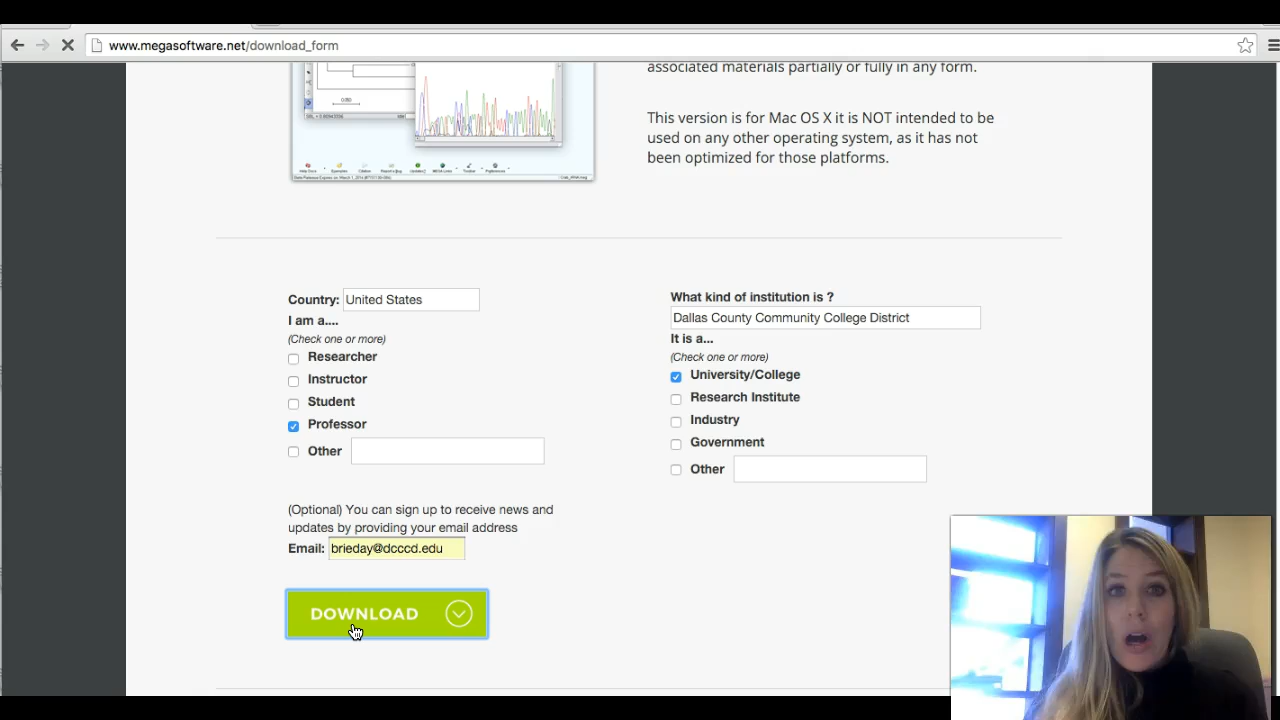 www.megasoftware.net/download_form
associated materials partially or fully in any form.
This version is for Mac OS X it is NOT intended to be
used on any other operating system, as it has not
been optimized for those platforms.
Country: United States
I am a....
(Check one or more)
Researcher
Instructor
Student
Professor
Other
What kind of institution is ?
Dallas County Community College District
It is a...
(Check one or more)
University/College
Research Institute
Industry
Government
Other
(Optional) You can sign up to receive news and
updates by providing your email address
Email: brieday@dcccd.edu
DOWNLOAD